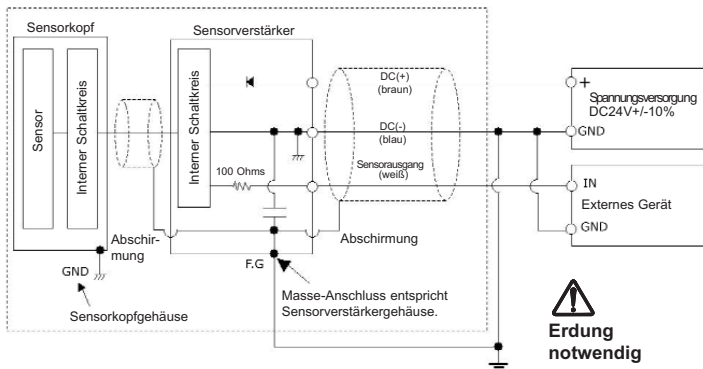 Sensorkopf
Sensorverstärker
Sensor
Interner Schaltkreis
Interner Schaltkreis
DC(+)
(braun)
DC(-)
(blau)
100 Ohms
Sensorausgang
(weiß)
+
Spannungsversorgung
DC24V+/-10%
GND
IN
Externes Gerät
GND
Abschir-
mung
Abschirmung
GND
F.G
Sensorkopfgehäuse
Masse-Anschluss entspricht
Sensorverstärkergehäuse.
Erdung
notwendig